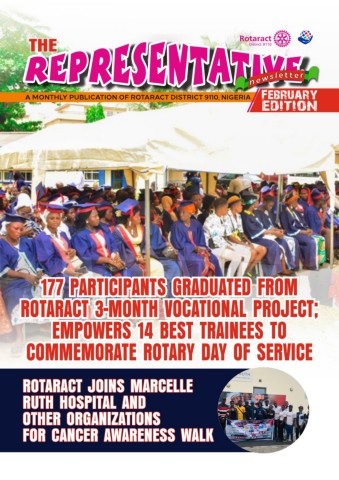 Rotaract
District 9110
THE
REPRESENTATIVE
newsletter
A MONTHLY PUBLICATION OF ROTARACT DISTRICT 9110, NIGERIA
FEBRUARY
EDITION
177 PARTICIPANTS GRADUATED FROM
ROTARACT 3-MONTH VOCATIONAL PROJECT;
EMPOWERS 14 BEST TRAINEES TO
COMMEMORATE ROTARY DAY OF SERVICE
ROTARACT JOINS MARCELLE
RUTH HOSPITAL AND
OTHER ORGANIZATIONS
FOR CANCER AWARENESS WALK